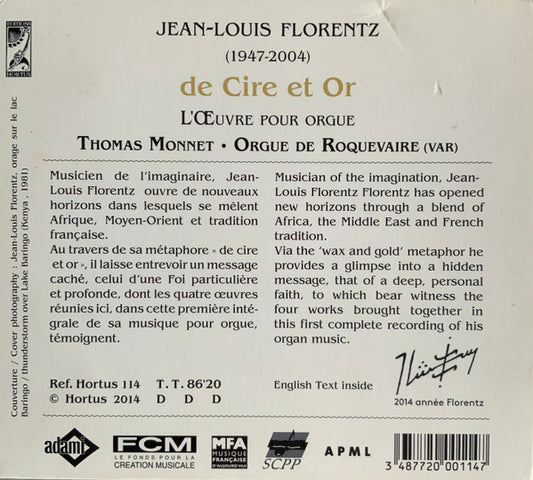 EDITIONS
HORTUS
JEAN-LOUIS FLORENTZ
(1947-2004)
de Cire et Or
L'ŒUVRE POUR ORGUE
THOMAS MONNET • ORGUE DE ROQUEVAIRE (VAR)
Musicien de l'imaginaire, Jean-
Louis Florentz ouvre de nouveaux
horizons dans lesquels se mêlent
Afrique, Moyen-Orient et tradition
française.
Au travers de sa métaphore « de cire
et or », il laisse entrevoir un message
caché, celui d'une Foi particulière
et profonde, dont les quatre œuvres
réunies ici, dans cette première inté-
grale de sa musique pour orgue,
témoignent.
Musician of the imagination, Jean-
Louis Florentz Florentz has opened
new horizons through a blend of
Africa, the Middle East and French
tradition.
Via the 'wax and gold' metaphor he
provides a glimpse into a hidden
message, that of a deep, personal
faith, to which bear witness the
four works brought together in
this first complete recording of his
organ music.
Couverture / Cover photography : Jean-Louis Florentz, orage sur le lac
Baringo / thunderstorm over Lake Baringo (Kenya , 1981)
Ref. Hortus 114 T. T. 86'20
© Hortus 2014 D D D
English Text inside
2014 année Florentz
adami
FCM
LE FONDS POUR LA
CREATION MUSICALE
MFA
MUSIQUE
FRANÇAISE
D'AUJOURD'HUI
SCPP
APML
3 487720 001147